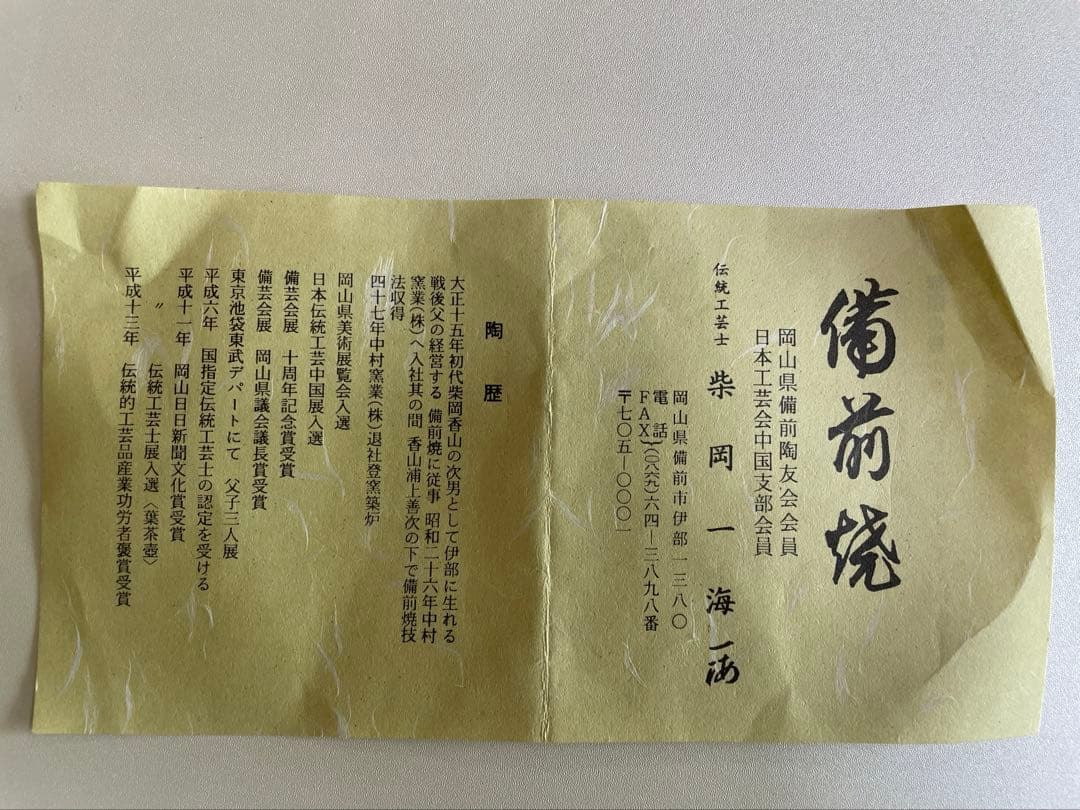 備前焼
岡山県備前陶友会会員
日本工芸会中国支部会員
伝統工芸士 柴岡一海
岡山県備前市伊部一三八〇
電話
FAX}(〇八六九)六四―三八九八番
〒七〇五―〇〇〇一
陶歴
大正十五年初代柴岡香山の次男として伊部に生れる
戦後父の経営する 備前焼に従事 昭和二十六年中村
窯業(株)へ入社其の間 香山浦上善次の下で備前焼技
法収得
四十七年中村窯業(株)退社登窯築炉
岡山県美術展覧会入選
日本伝統工芸中国展入選
備芸会展 十周年記念賞受賞
備芸会展 岡山県議会議長賞受賞
東京池袋東武デパートにて 父子三人展
平成六年 国指定伝統工芸士の認定を受ける
平成十一年 岡山日日新聞文化賞受賞
〃 伝統工芸士展入選〈葉茶壺〉
平成十三年 伝統的工芸品産業功労者褒賞受賞